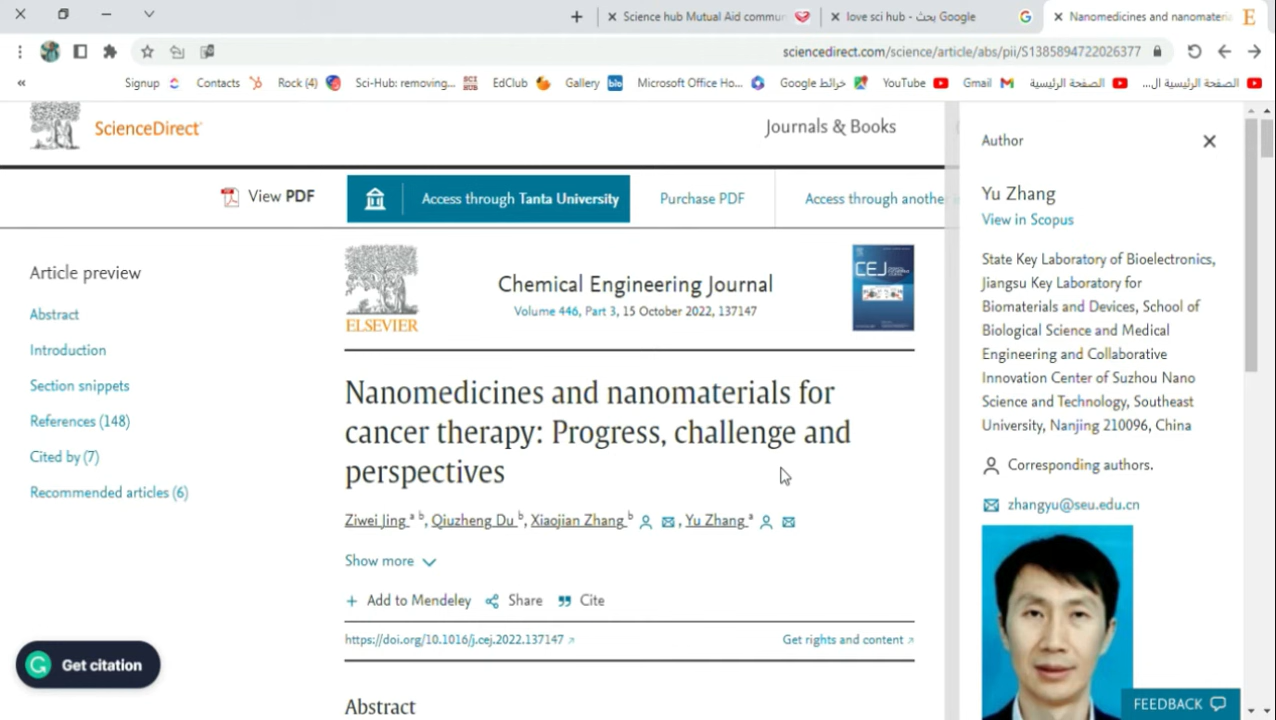 Science hub Mutual Aid commu
love sci hub - بحث Google
Nanomedicines and nanomateria
sciencedirect.com/science/article/abs/pii/S1385894722026377
«
Signup
Contacts
Rock (4)
Sci-Hub: removing...
EdClub
Gallery
Microsoft Office Ho...
خرائط Google
YouTube
Gmail
الصفحة الرئيسية
الصفحة الرئيسية ال...
ScienceDirect
Journals & Books
View PDF
Access through Tanta University
Purchase PDF
Access through anothe
Article preview
Abstract
Introduction
Section snippets
References (148)
Cited by (7)
Recommended articles (6)
ELSEVIER
Chemical Engineering Journal
Volume 446, Part 3, 15 October 2022, 137147
CEJ
Nanomedicines and nanomaterials for
cancer therapy: Progress, challenge and
perspectives
Ziwei Jing a b, Qiuzheng Du b, Xiaojian Zhang b, Yu Zhang a
Show more
Add to Mendeley
Share
Cite
https://doi.org/10.1016/j.cej.2022.137147
Get rights and content
Abstract
Get citation
Author
Yu Zhang
View in Scopus
State Key Laboratory of Bioelectronics,
Jiangsu Key Laboratory for
Biomaterials and Devices, School of
Biological Science and Medical
Engineering and Collaborative
Innovation Center of Suzhou Nano
Science and Technology, Southeast
University, Nanjing 210096, China
Corresponding authors.
zhangyu@seu.edu.cn
FEEDBACK